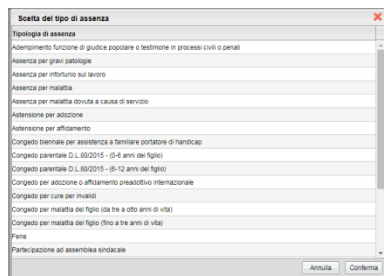 Scelta del tipo di assenza
Tipologia di assenza
Adempimento funzione di giudice popolare o testimone in processi civili o penali
Assenza per gravi patologie
Assenza per infortunio sul lavoro
Assenza per malattia
Assenza per malattia dovuta a causa di servizio
Astensione per adozione
Astensione per affidamento
Congedo biennale per assistenza a familiare portatore di handicap
Congedo parentale D.L.80/2015 - (0-6 anni del figlio)
Congedo parentale D.L.80/2015 - (6-12 anni del figlio)
Congedo per adozione o affidamento preadottivo internazionale
Congedo per cure per invalidi
Congedo per malattia del figlio (da tre a otto anni di vita)
Congedo per malattia del figlio (fino a tre anni di vita)
Ferie
Partecipazione ad assemblea sindacale
Annulla Conferma